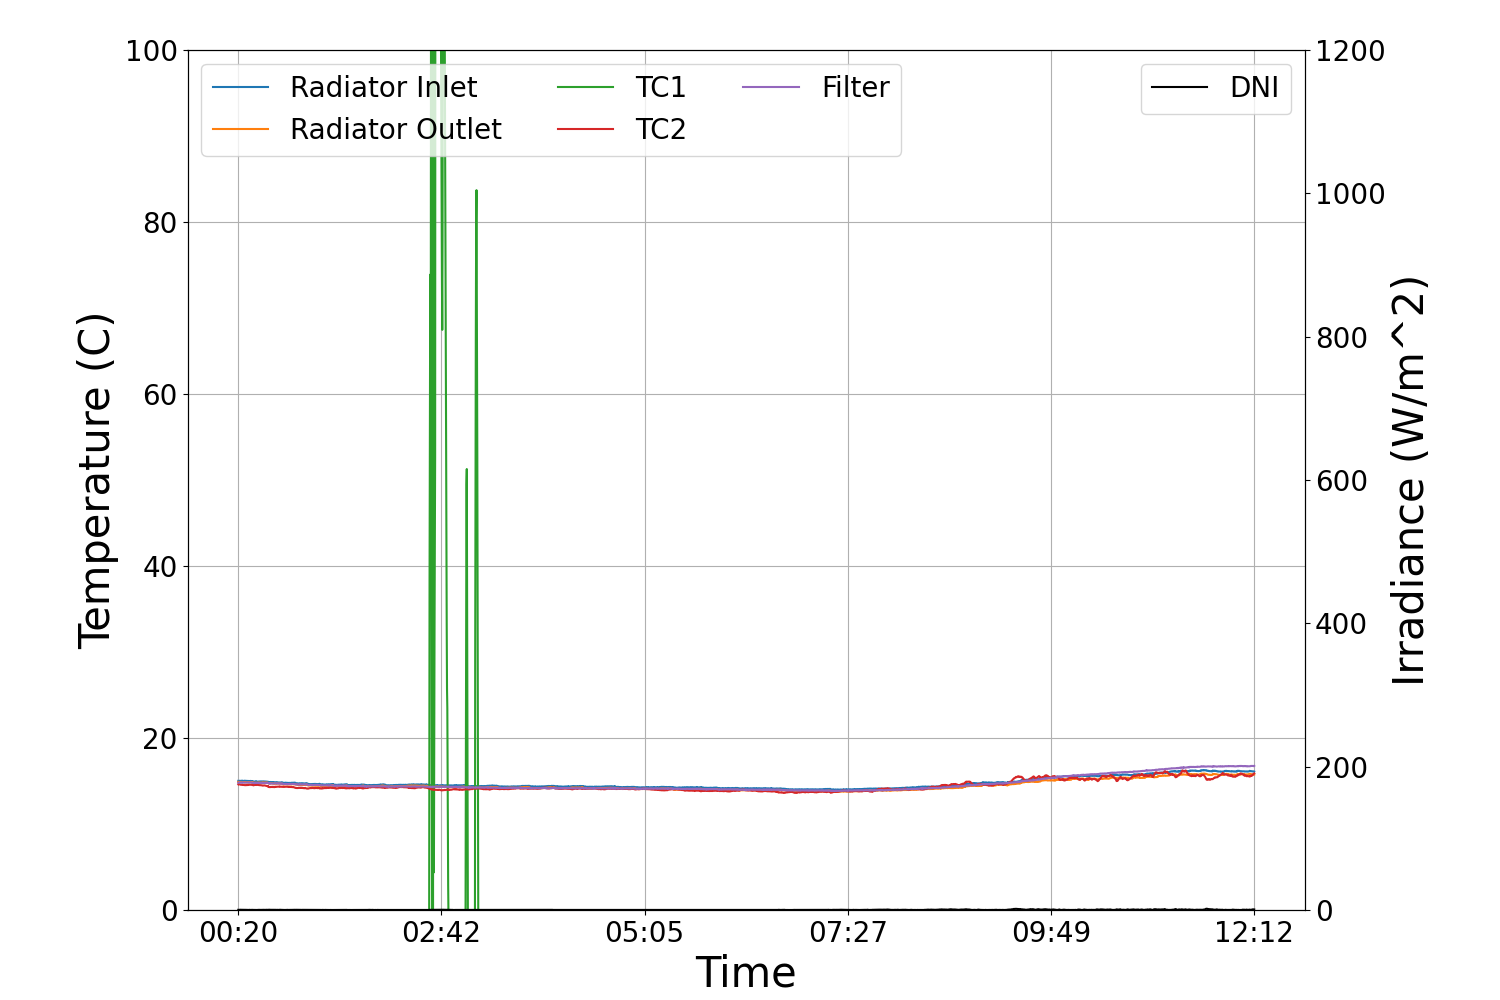 100
80
60
40
20
0
Temperature (C)
Radiator Inlet
Radiator Outlet
TC1
TC2
Filter
DNI
1200
1000
800
600
400
200
0
Irradiance (W/m^2)
00:20 02:42 05:05 07:27 09:49 12:12
Time